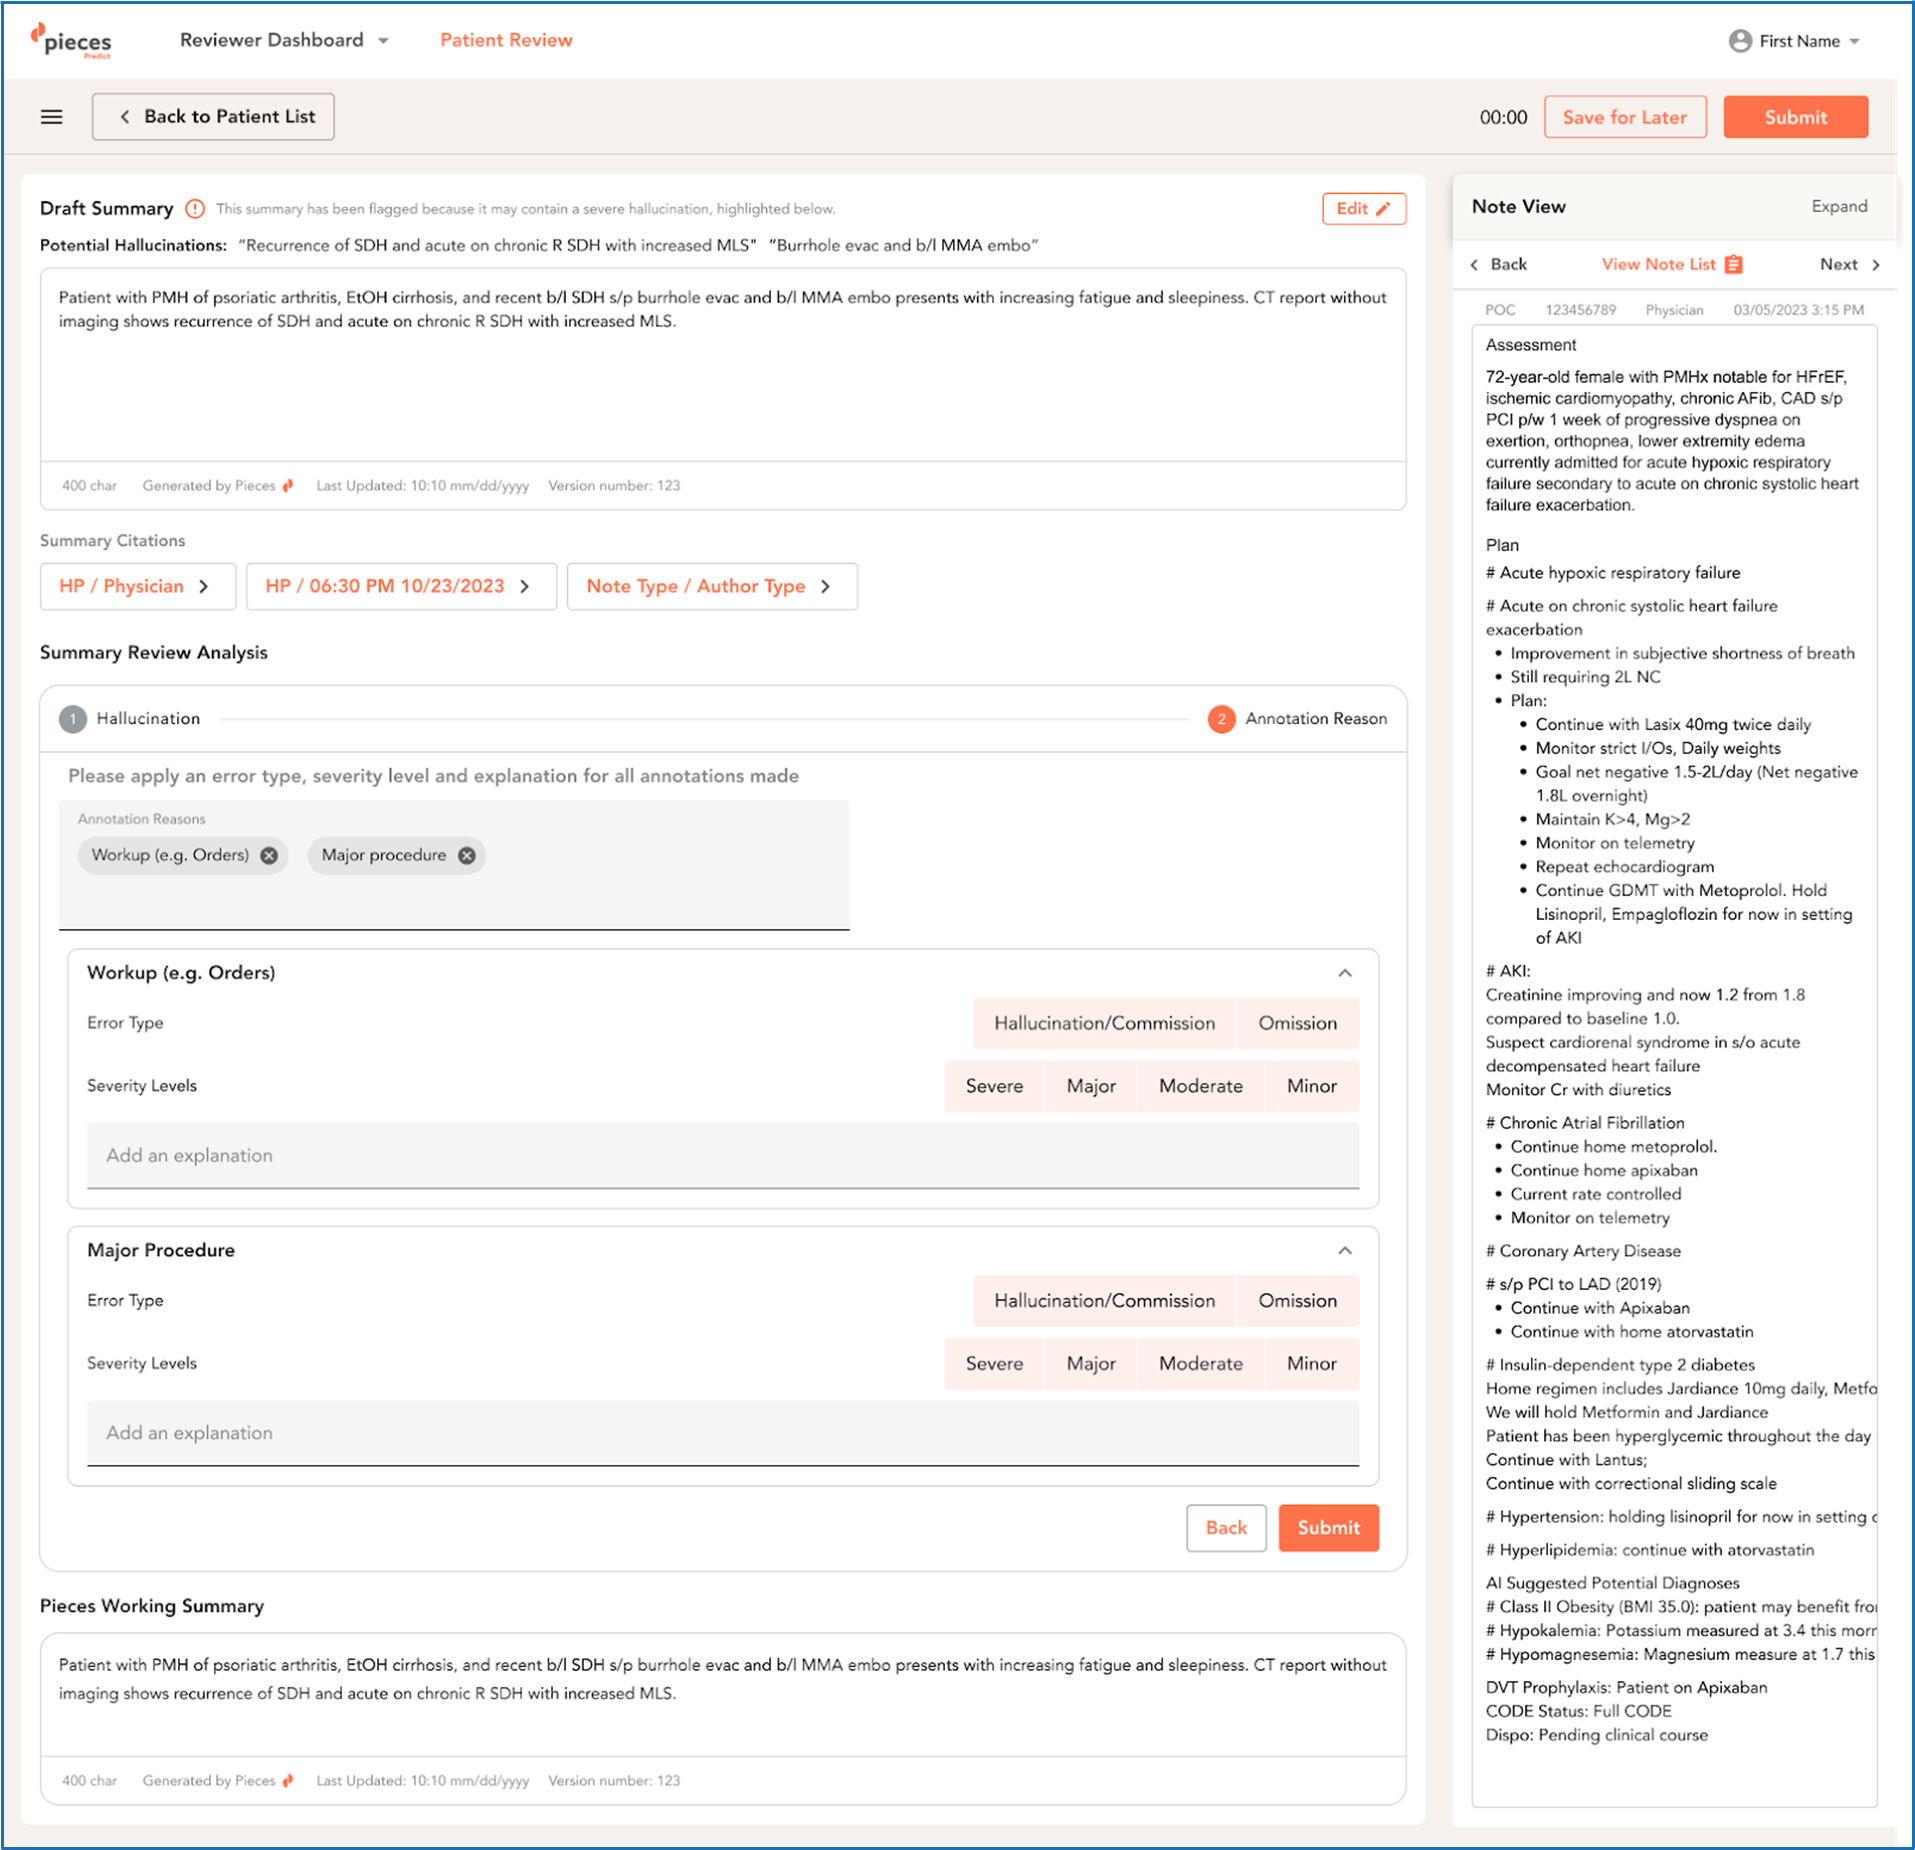 pieces
Predict
Reviewer Dashboard
Patient Review
First Name
Back to Patient List
00:00
Save for Later
Submit
Draft Summary
This summary has been flagged because it may contain a severe hallucination, highlighted below.
Edit
Potential Hallucinations: "Recurrence of SDH and acute on chronic R SDH with increased MLS" "Burrhole evac and b/l MMA embo"
Patient with PMH of psoriatic arthritis, EtOH cirrhosis, and recent b/l SDH s/p burrhole evac and b/l MMA embo presents with increasing fatigue and sleepiness. CT report without
imaging shows recurrence of SDH and acute on chronic R SDH with increased MLS.
400 char Generated by Pieces Last Updated: 10:10 mm/dd/yyyy Version number: 123
Summary Citations
HP / Physician
HP / 06:30 PM 10/23/2023
Note Type / Author Type
Summary Review Analysis
1 Hallucination
2 Annotation Reason
Please apply an error type, severity level and explanation for all annotations made
Annotation Reasons
Workup (e.g. Orders)
Major procedure
Workup (e.g. Orders)
Error Type
Hallucination/Commission
Omission
Severity Levels
Severe
Major
Moderate
Minor
Add an explanation
Major Procedure
Error Type
Hallucination/Commission
Omission
Severity Levels
Severe
Major
Moderate
Minor
Add an explanation
Back
Submit
Pieces Working Summary
Patient with PMH of psoriatic arthritis, EtOH cirrhosis, and recent b/l SDH s/p burrhole evac and b/l MMA embo presents with increasing fatigue and sleepiness. CT report without
imaging shows recurrence of SDH and acute on chronic R SDH with increased MLS.
400 char Generated by Pieces Last Updated: 10:10 mm/dd/yyyy Version number: 123
Note View
Expand
Back
View Note List
Next
POC 123456789 Physician 03/05/2023 3:15 PM
Assessment
72-year-old female with PMHx notable for HFrEF,
ischemic cardiomyopathy, chronic AFib, CAD s/p
PCI p/w 1 week of progressive dyspnea on
exertion, orthopnea, lower extremity edema
currently admitted for acute hypoxic respiratory
failure secondary to acute on chronic systolic heart
failure exacerbation.
Plan
# Acute hypoxic respiratory failure
# Acute on chronic systolic heart failure
exacerbation
• Improvement in subjective shortness of breath
• Still requiring 2L NC
• Plan:
• Continue with Lasix 40mg twice daily
• Monitor strict I/Os, Daily weights
• Goal net negative 1.5-2L/day (Net negative
1.8L overnight)
• Maintain K>4, Mg>2
• Monitor on telemetry
• Repeat echocardiogram
• Continue GDMT with Metoprolol. Hold
Lisinopril, Empagloflozin for now in setting
of AKI
# AKI:
Creatinine improving and now 1.2 from 1.8
compared to baseline 1.0.
Suspect cardiorenal syndrome in s/o acute
decompensated heart failure
Monitor Cr with diuretics
# Chronic Atrial Fibrillation
• Continue home metoprolol.
• Continue home apixaban
• Current rate controlled
• Monitor on telemetry
# Coronary Artery Disease
# s/p PCI to LAD (2019)
• Continue with Apixaban
• Continue with home atorvastatin
# Insulin-dependent type 2 diabetes
Home regimen includes Jardiance 10mg daily, Metfo
We will hold Metformin and Jardiance
Patient has been hyperglycemic throughout the day
Continue with Lantus;
Continue with correctional sliding scale
# Hypertension: holding lisinopril for now in setting
# Hyperlipidemia: continue with atorvastatin
AI Suggested Potential Diagnoses
# Class II Obesity (BMI 35.0): patient may benefit fro
# Hypokalemia: Potassium measured at 3.4 this morn
# Hypomagnesemia: Magnesium measure at 1.7 this
DVT Prophylaxis: Patient on Apixaban
CODE Status: Full CODE
Dispo: Pending clinical course